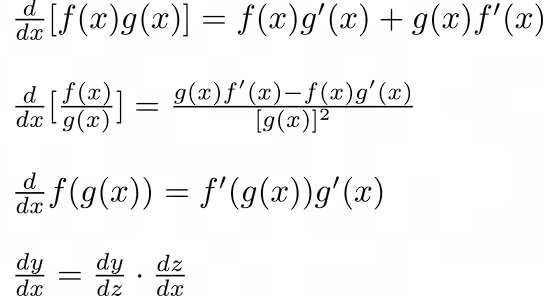 d/dx [f(x)g(x)] = f(x)g′(x) + g(x)f′(x)
d/dx [f(x)/g(x)] = (g(x)f′(x)−f(x)g′(x))/[g(x)]²
d/dx f(g(x)) = f′(g(x))g′(x)
dy/dx = dy/dz · dz/dx